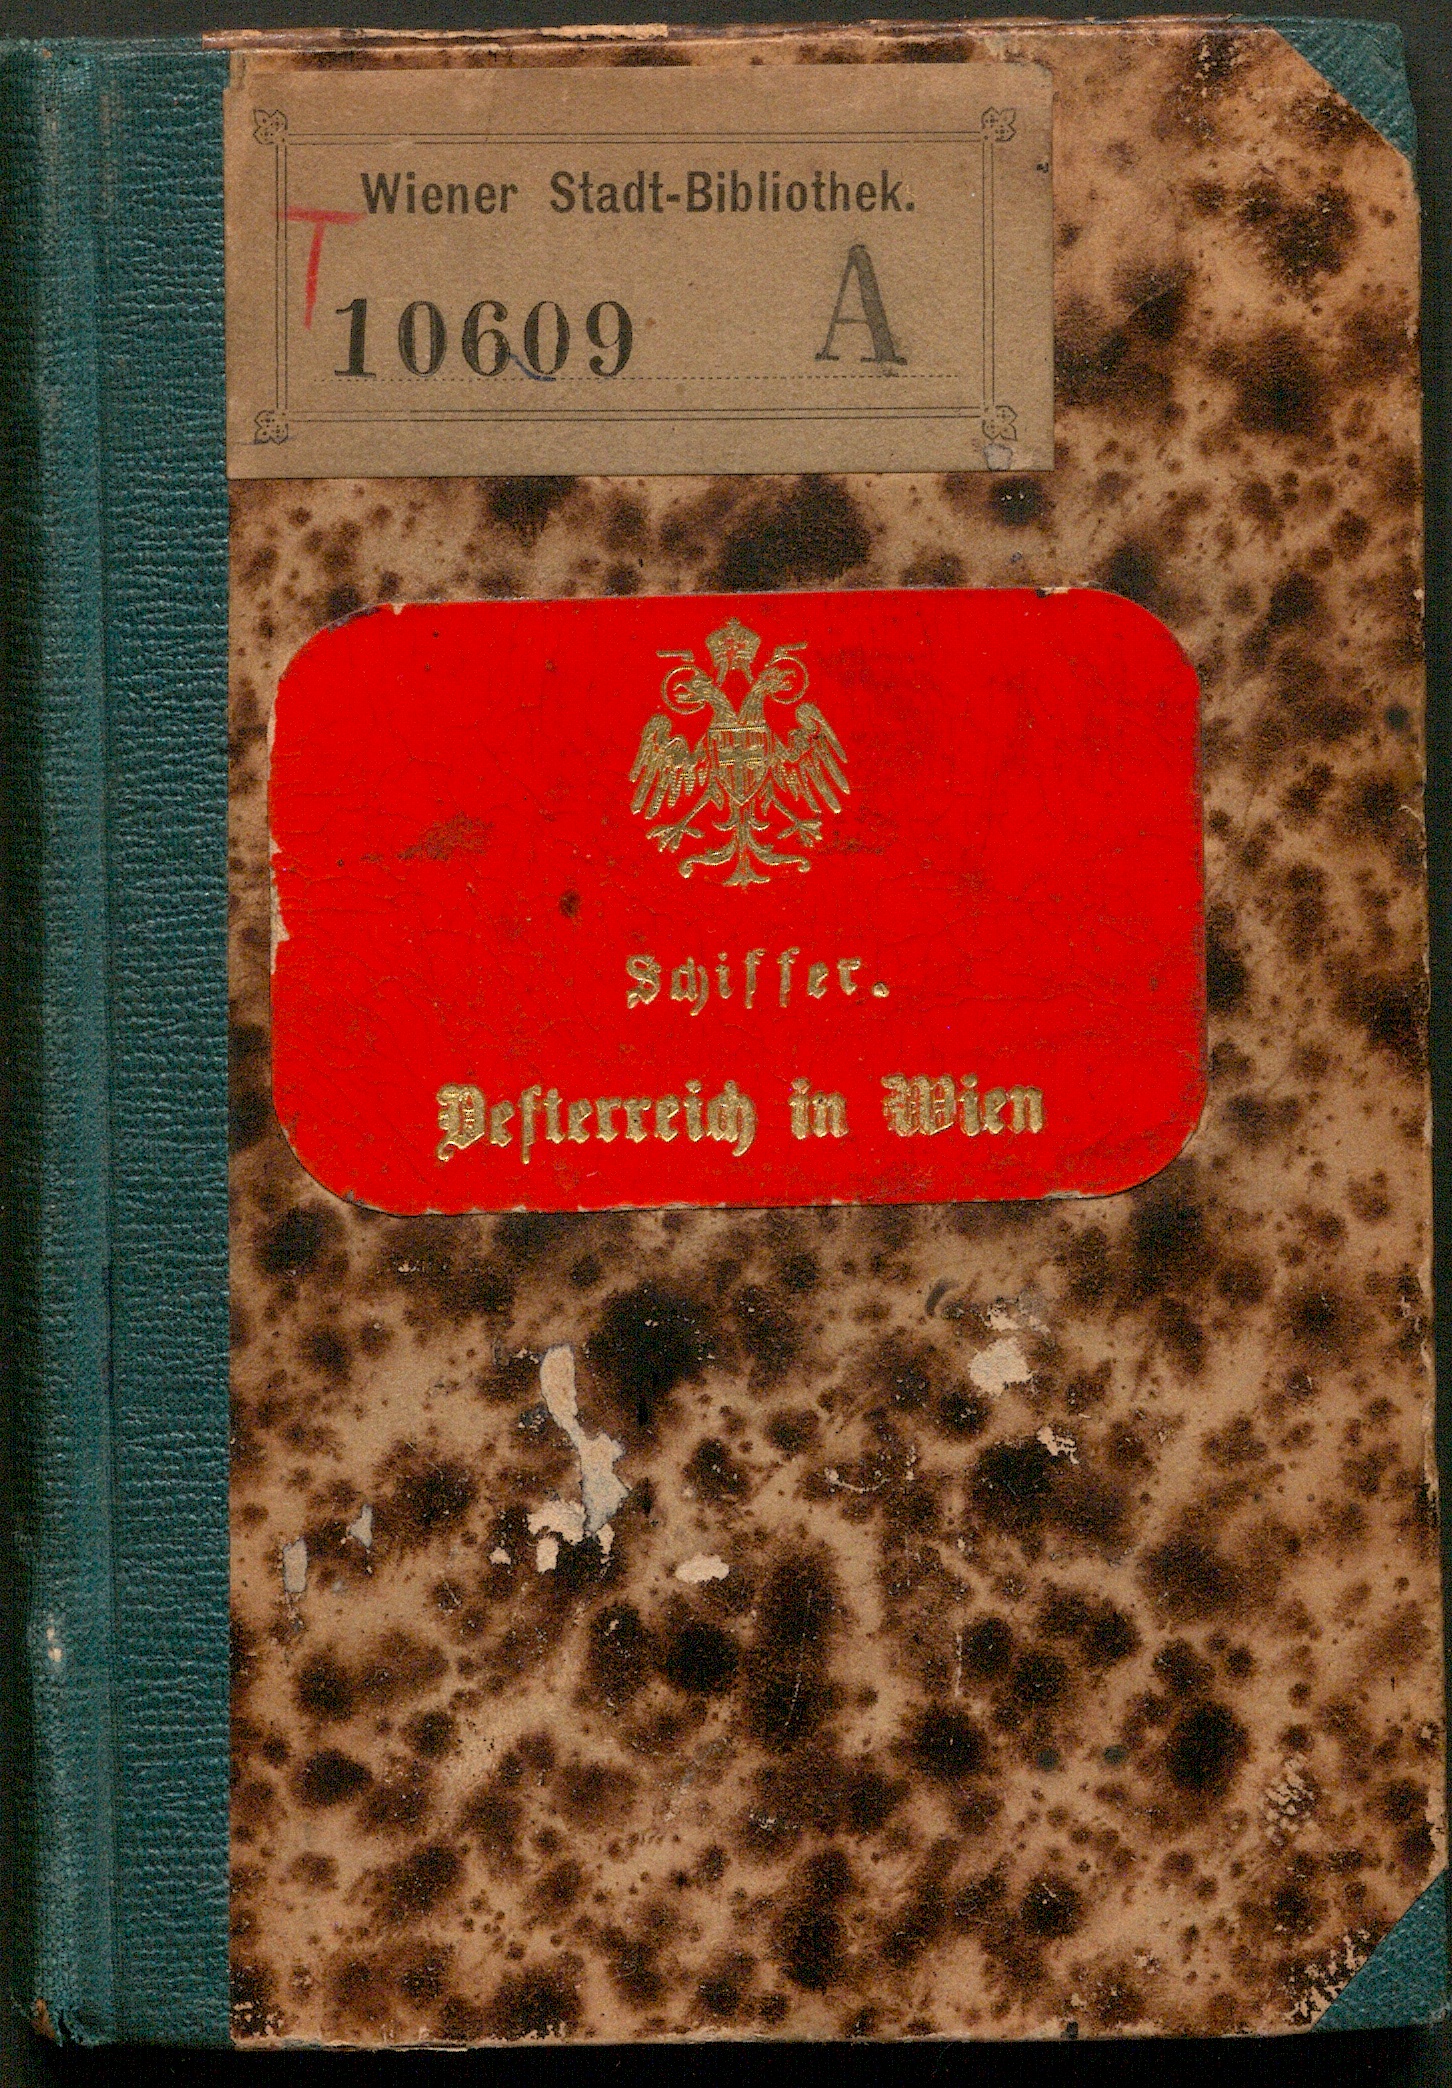 Wiener Stadt-Bibliothek.
T
10609 A
Schiffer.
Oesterreich in Wien